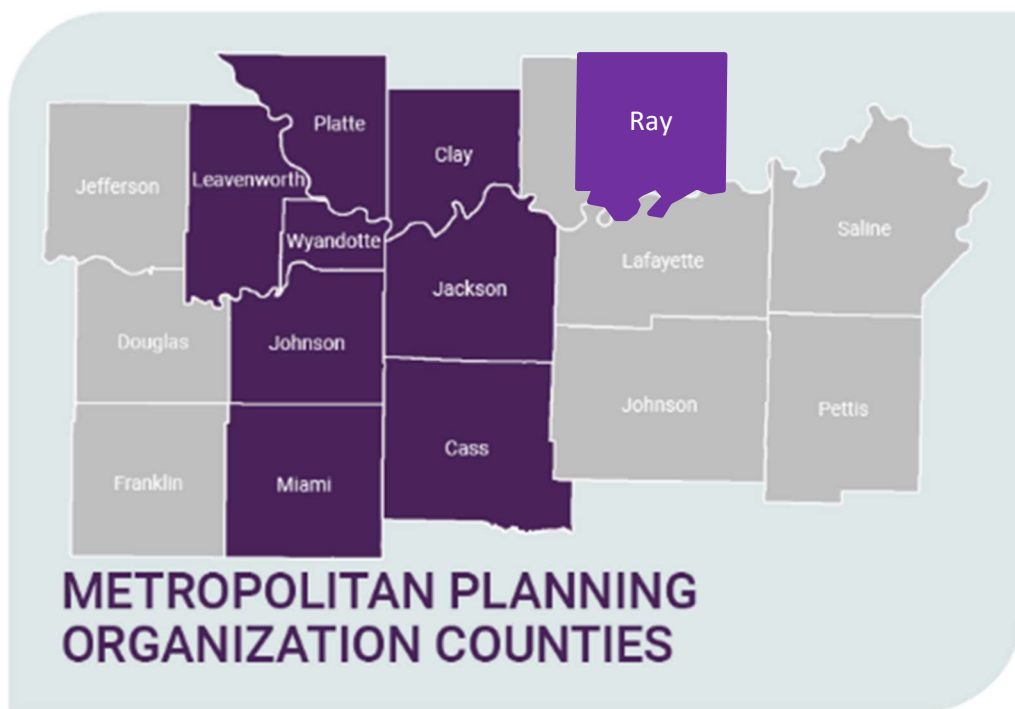 Ray
Platte
Clay
Jefferson
Leavenworth
Wyandotte
Saline
Lafayette
Jackson
Douglas
Johnson
Johnson
Pettis
Cass
Franklin
Miami
METROPOLITAN PLANNING
ORGANIZATION COUNTIES